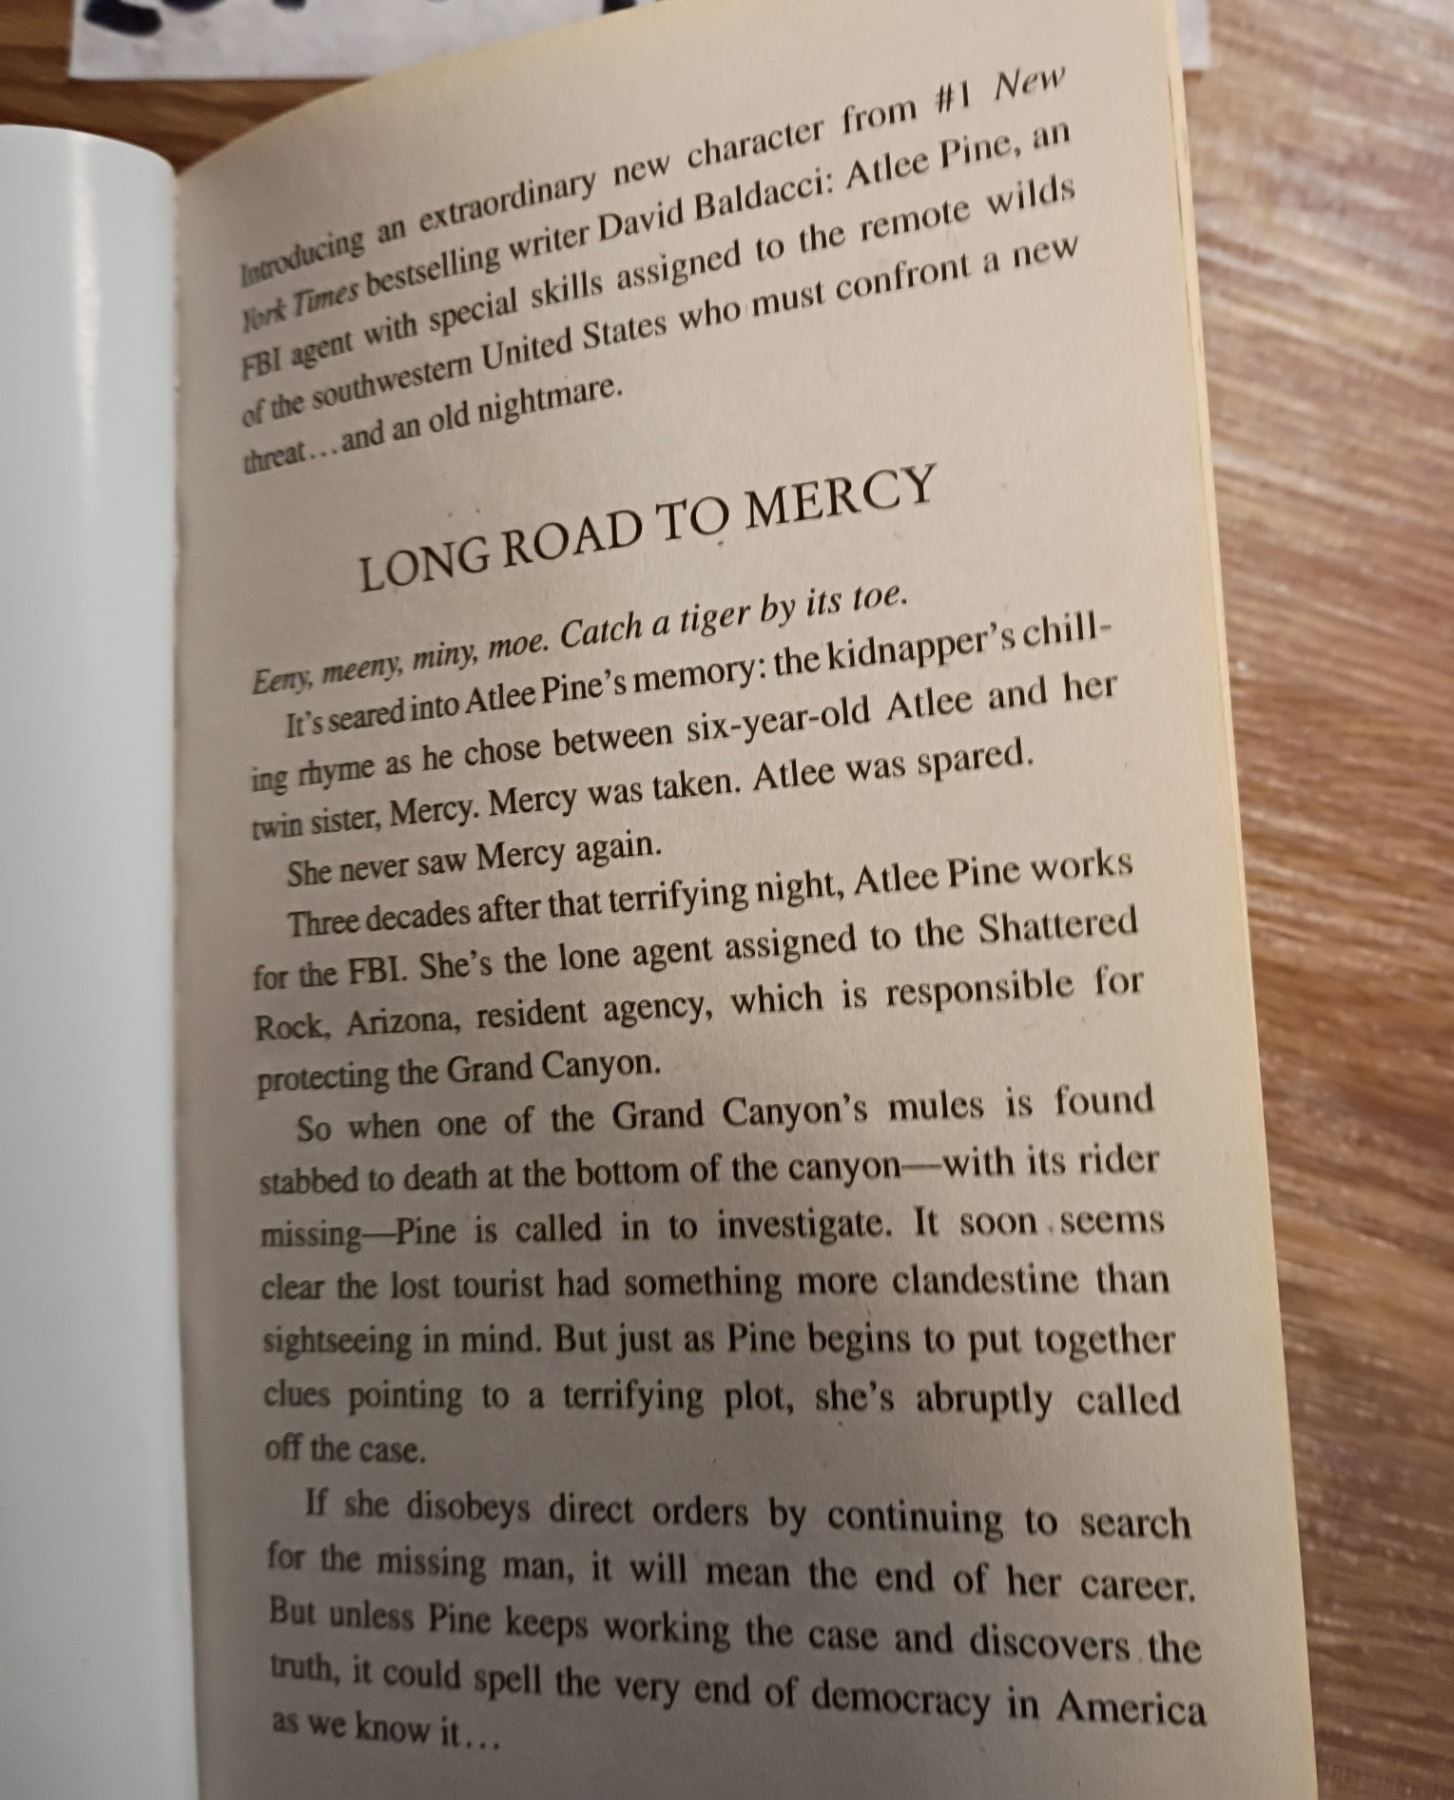 Introducing an extraordinary new character from #1 New
York Times bestselling writer David Baldacci: Atlee Pine, an
FBI agent with special skills assigned to the remote wilds
of the southwestern United States who must confront a new
threat...and an old nightmare.
LONG ROAD TO MERCY
Eeny, meeny, miny, moe. Catch a tiger by its toe.
It's seared into Atlee Pine's memory: the kidnapper's chill-
ing rhyme as he chose between six-year-old Atlee and her
twin sister, Mercy. Mercy was taken. Atlee was spared.
She never saw Mercy again.
Three decades after that terrifying night, Atlee Pine works
for the FBI. She's the lone agent assigned to the Shattered
Rock, Arizona, resident agency, which is responsible for
protecting the Grand Canyon.
So when one of the Grand Canyon's mules is found
stabbed to death at the bottom of the canyon—with its rider
missing—Pine is called in to investigate. It soon seems
clear the lost tourist had something more clandestine than
sightseeing in mind. But just as Pine begins to put together
clues pointing to a terrifying plot, she's abruptly called
off the case.
If she disobeys direct orders by continuing to search
for the missing man, it will mean the end of her career.
But unless Pine keeps working the case and discovers the
truth, it could spell the very end of democracy in America
as we know it...